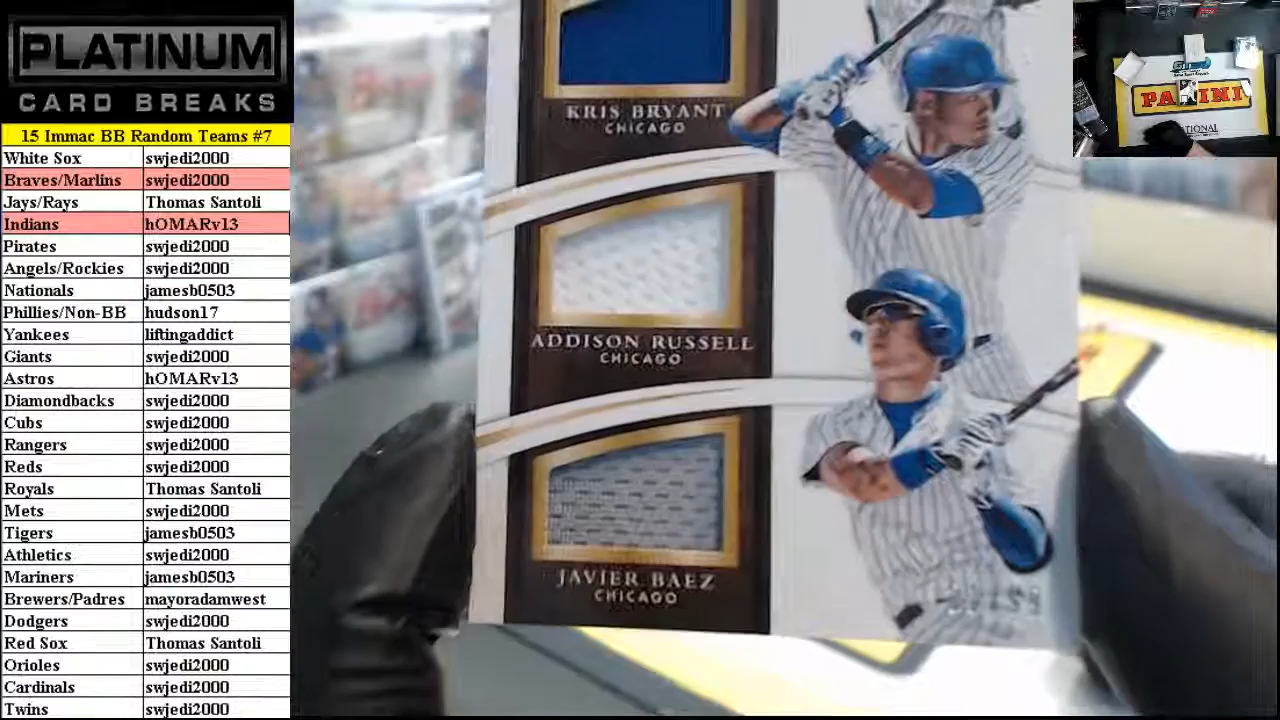 PLATINUM
CARD BREAKS
15 Immac BB Random Teams #7
White Sox swjedi2000
Braves/Marlins swjedi2000
Jays/Rays Thomas Santoli
Indians hOMARv13
Pirates swjedi2000
Angels/Rockies swjedi2000
Nationals jamesb0503
Phillies/Non-BB hudson17
Yankees liftingaddict
Giants swjedi2000
Astros hOMARv13
Diamondbacks swjedi2000
Cubs swjedi2000
Rangers swjedi2000
Reds swjedi2000
Royals Thomas Santoli
Mets swjedi2000
Tigers jamesb0503
Athletics swjedi2000
Mariners jamesb0503
Brewers/Padres mayoradamwest
Dodgers swjedi2000
Red Sox Thomas Santoli
Orioles swjedi2000
Cardinals swjedi2000
Twins swjedi2000
KRIS BRYANT
CHICAGO
ADDISON RUSSELL
CHICAGO
JAVIER BAEZ
CHICAGO
PANINI